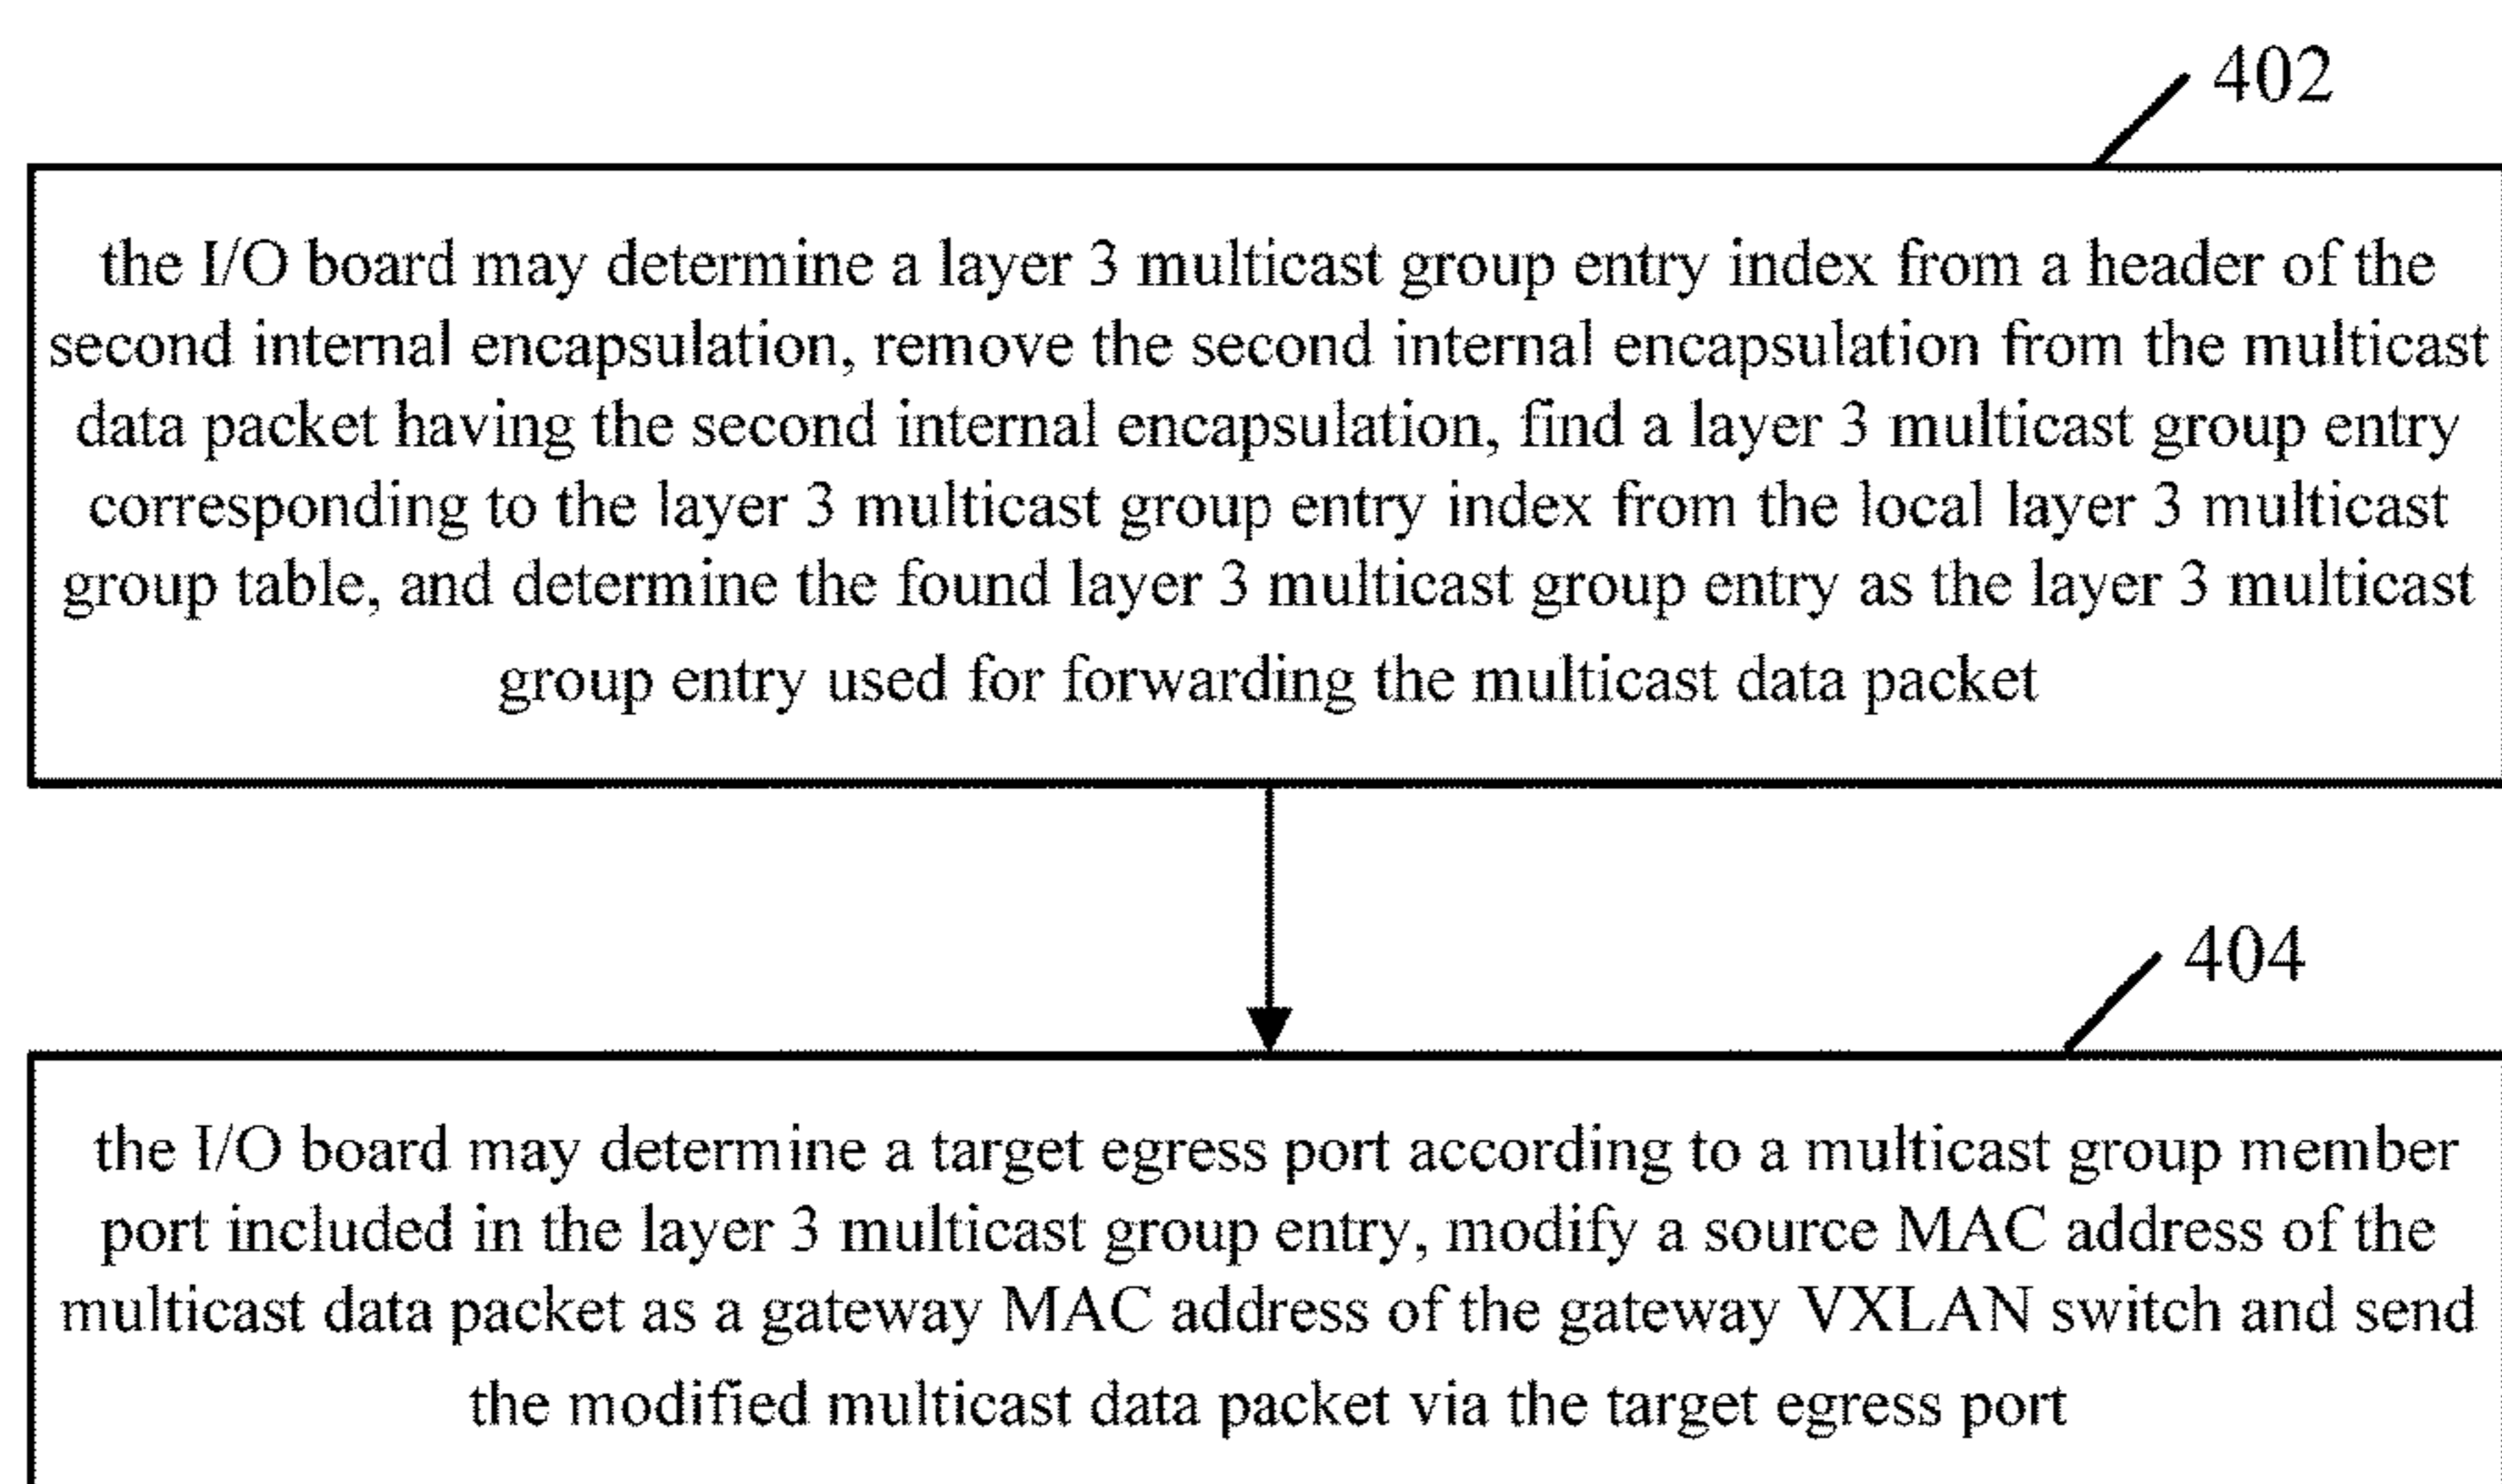 402
the I/O board may determine a layer 3 multicast group entry index from a header of the
second internal encapsulation, remove the second internal encapsulation from the multicast
data packet having the second internal encapsulation, find a layer 3 multicast group entry
corresponding to the layer 3 multicast group entry index from the local layer 3 multicast
group table, and determine the found layer 3 multicast group entry as the layer 3 multicast
group entry used for forwarding the multicast data packet
404
the I/O board may determine a target egress port according to a multicast group member
port included in the layer 3 multicast group entry, modify a source MAC address of the
multicast data packet as a gateway MAC address of the gateway VXLAN switch and send
the modified multicast data packet via the target egress port